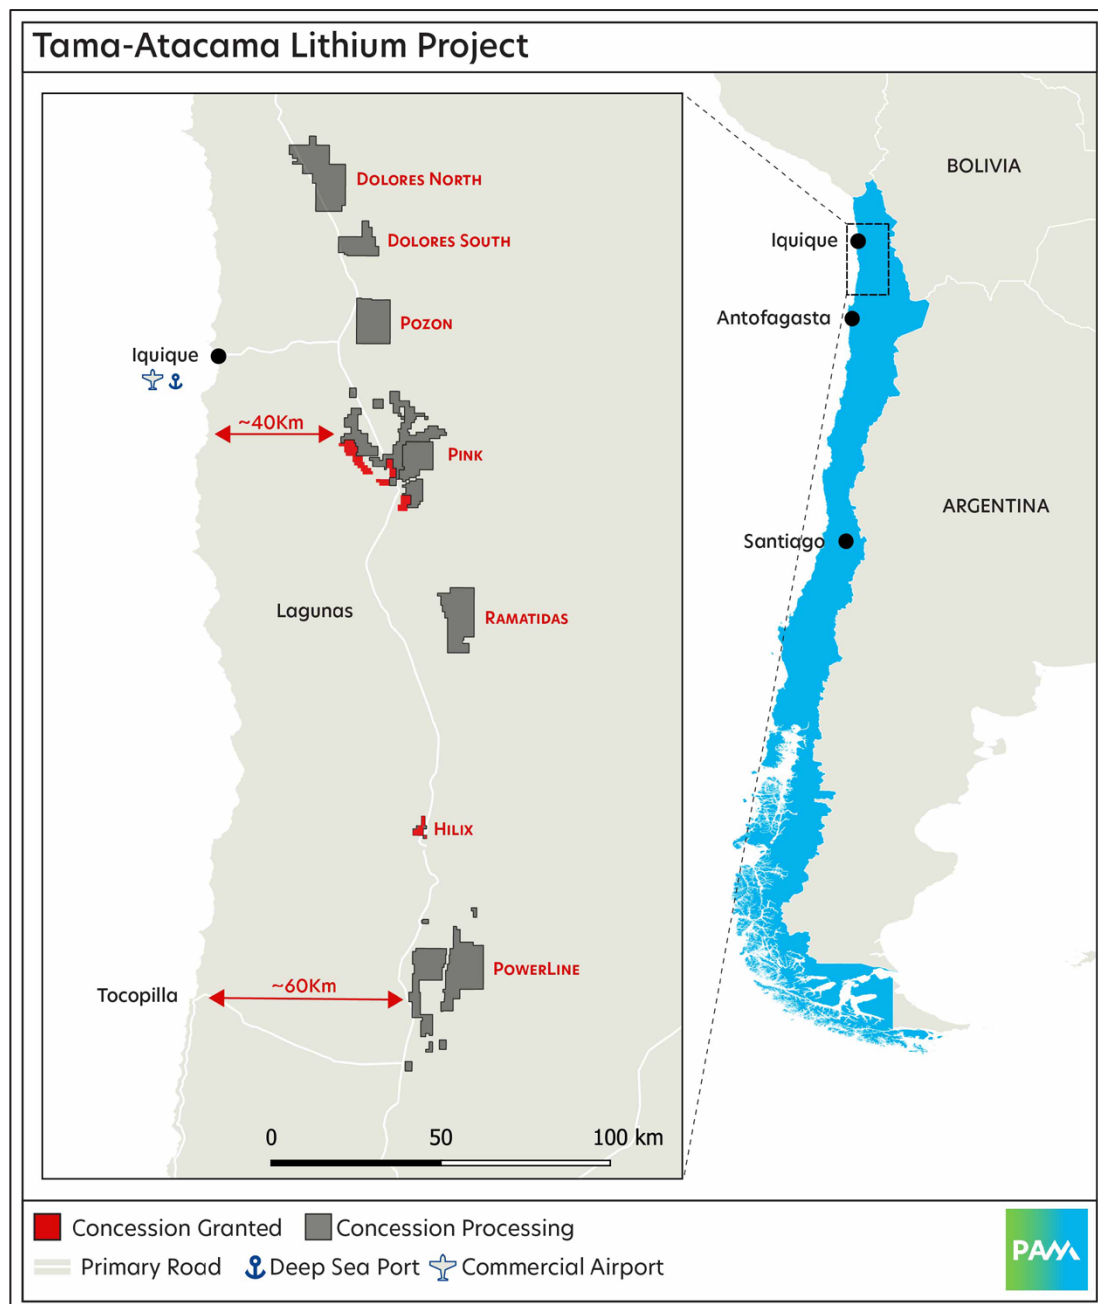 Tama-Atacama Lithium Project
DOLORES NORTH
DOLORES SOUTH
POZON
Iquique
~40Km
PINK
Lagunas
RAMATIDAS
HILIX
POWERLINE
Tocopilla
~60Km
0 50 100 km
BOLIVIA
Iquique
Antofagasta
ARGENTINA
Santiago
Concession Granted Concession Processing
Primary Road Deep Sea Port Commercial Airport
PAM